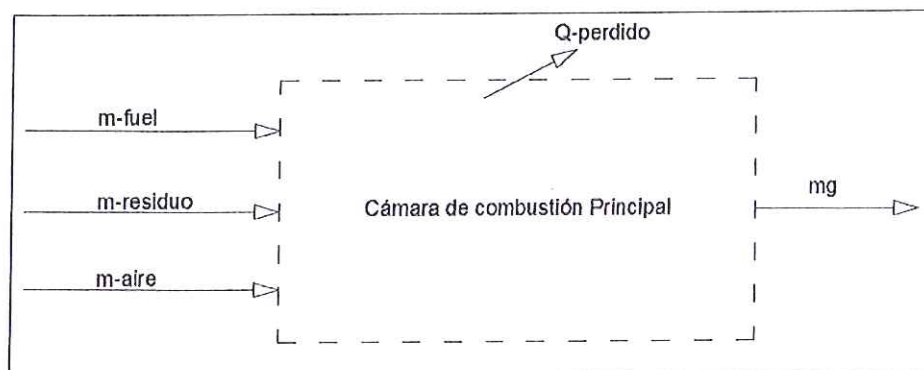 Q-perdido
m-fuel
m-residuo
Cámara de combustión Principal
mg
m-aire